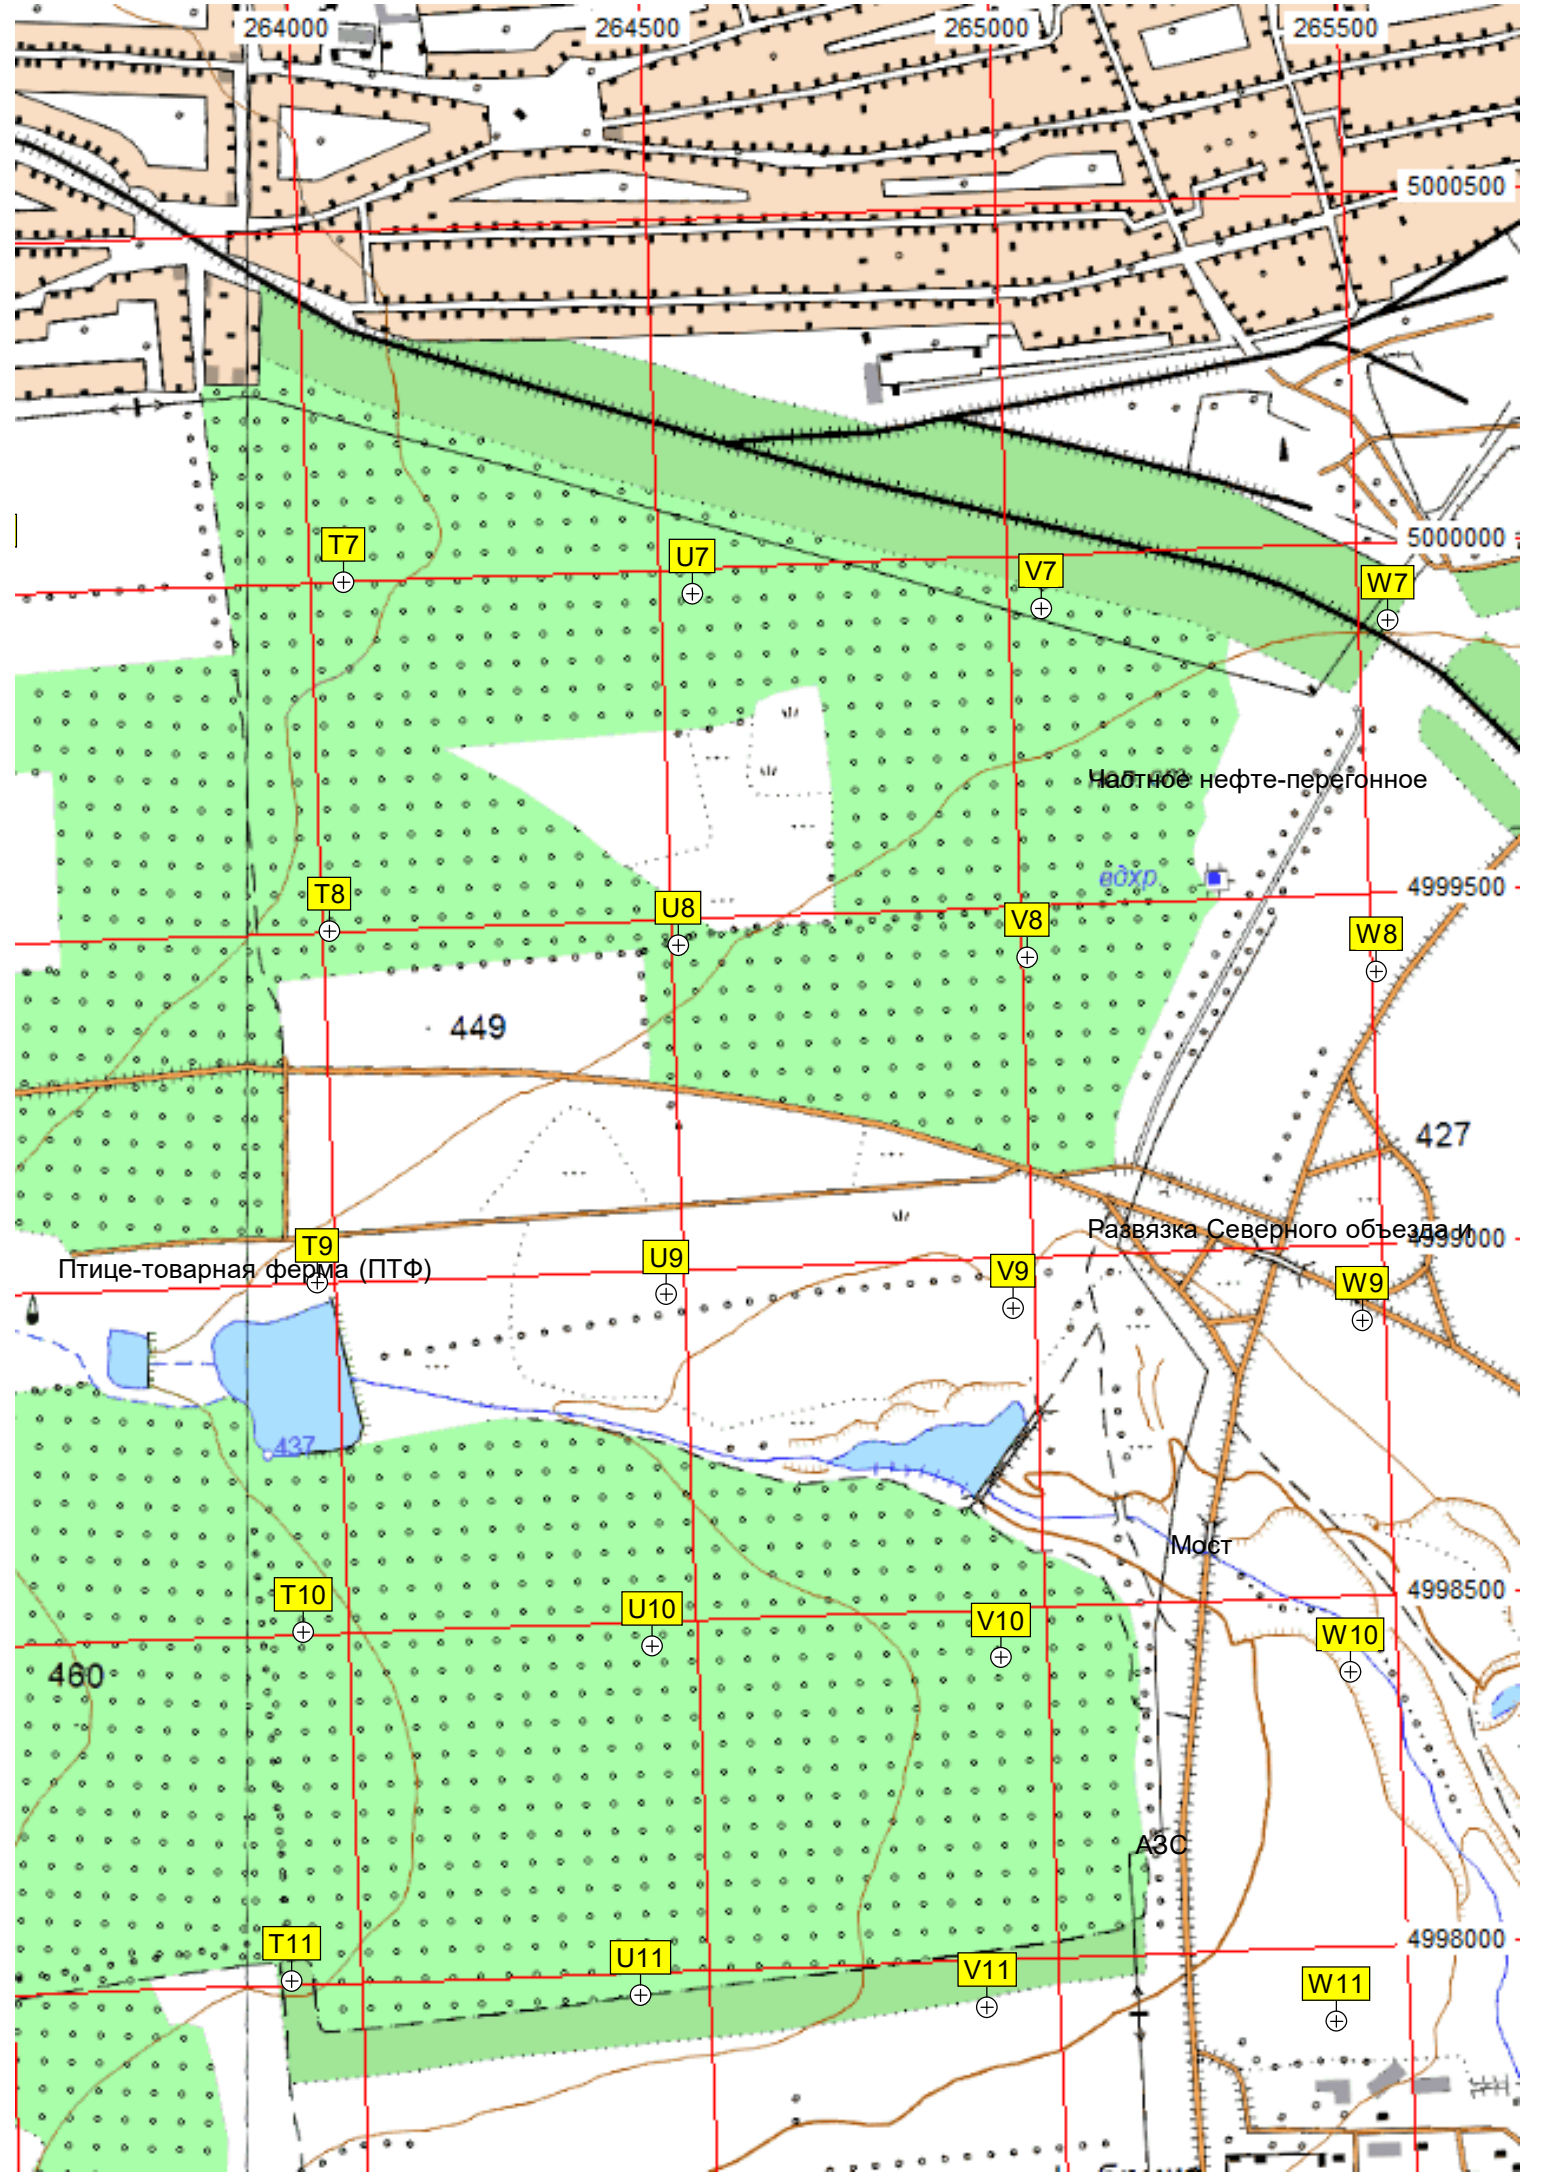 264000 264500 265000 265500
5000500
5000000
T7 U7 V7 W7
Частное нефте-перегонное
вдхр.
4999500
T8 U8 V8 W8
449
427
Развязка Северного объезда и
4999000
T9 U9 V9 W9
Птице-товарная ферма (ПТФ)
437
Мост
4998500
T10 U10 V10 W10
460
АЗС
4998000
T11 U11 V11 W11